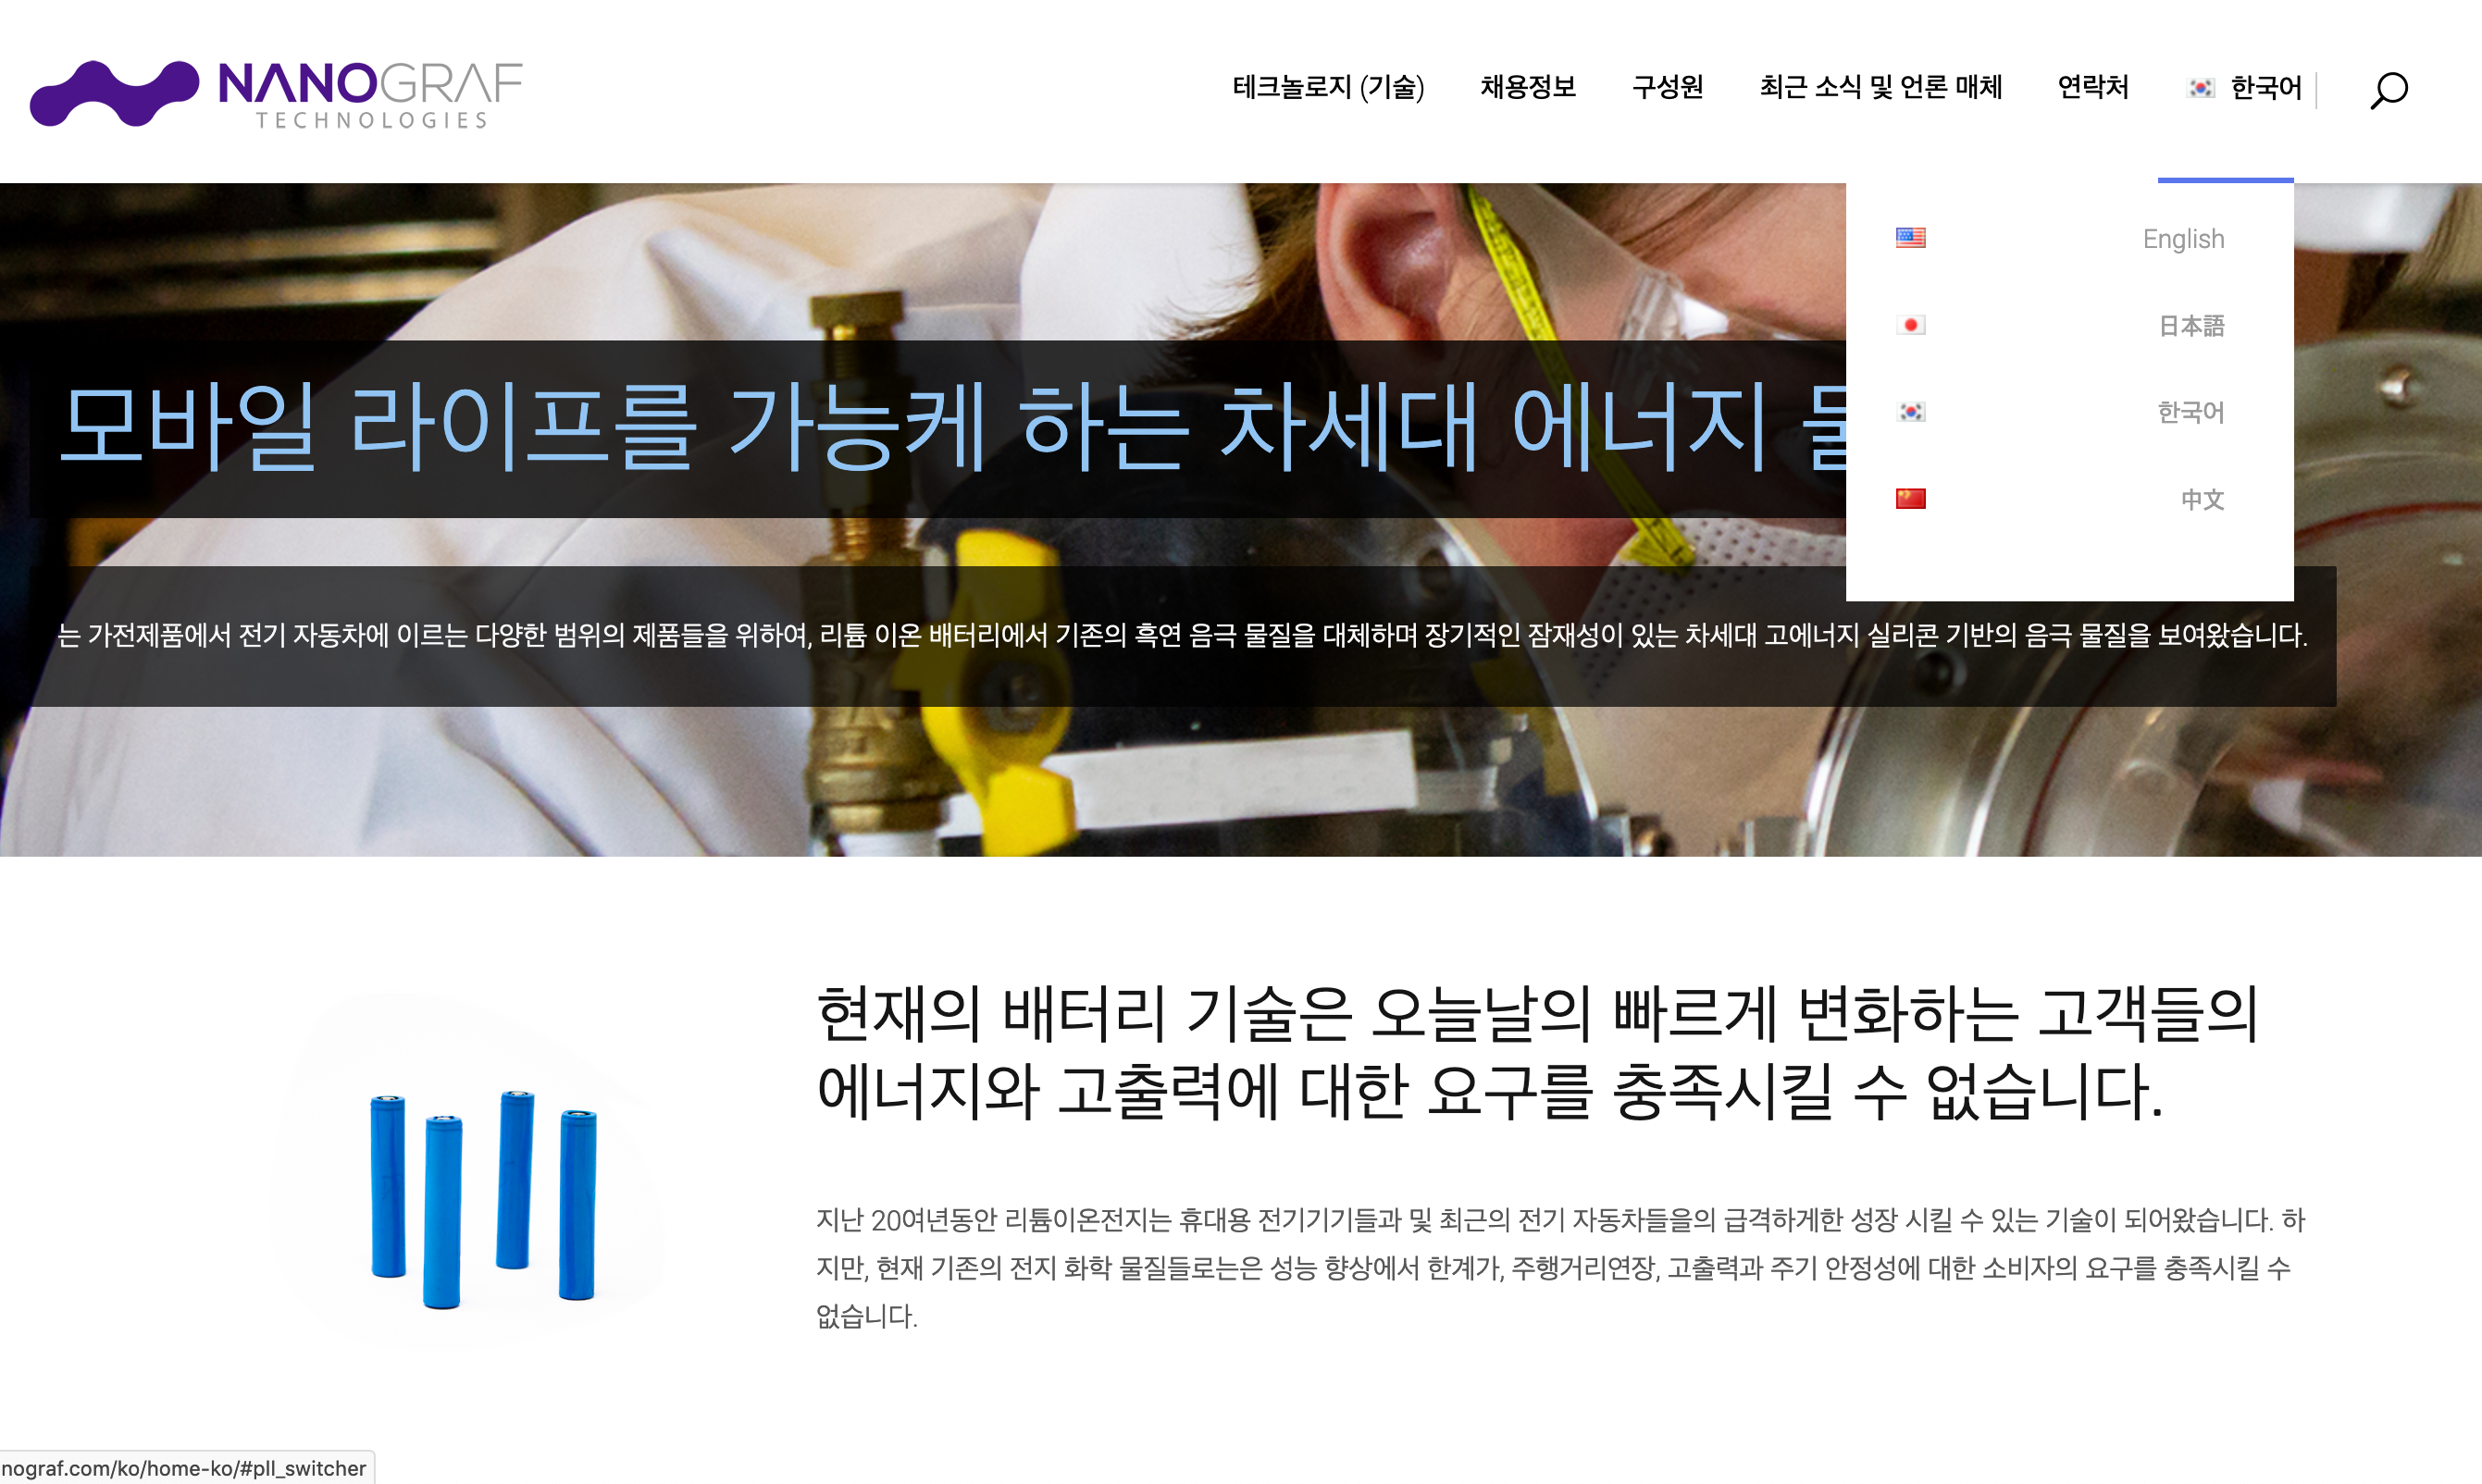 NANOGRAF
TECHNOLOGIES
테크놀로지 (기술) 채용정보 구성원 최근 소식 및 언론 매체 연락처 한국어
English
日本語
한국어
中文
모바일 라이프를 가능케 하는 차세대 에너지
는 가전제품에서 전기 자동차에 이르는 다양한 범위의 제품들을 위하여, 리튬 이온 배터리에서 기존의 흑연 음극 물질을 대체하며 장기적인 잠재성이 있는 차세대 고에너지 실리콘 기반의 음극 물질을 보여왔습니다.
현재의 배터리 기술은 오늘날의 빠르게 변화하는 고객들의
에너지와 고출력에 대한 요구를 충족시킬 수 없습니다.
지난 20여년동안 리튬이온전지는 휴대용 전기기기들과 및 최근의 전기 자동차들을의 급격하게한 성장 시킬 수 있는 기술이 되어왔습니다. 하
지만, 현재 기존의 전지 화학 물질들로는은 성능 향상에서 한계가, 주행거리연장, 고출력과 주기 안정성에 대한 소비자의 요구를 충족시킬 수
없습니다.
nograf.com/ko/home-ko/#pll_switcher